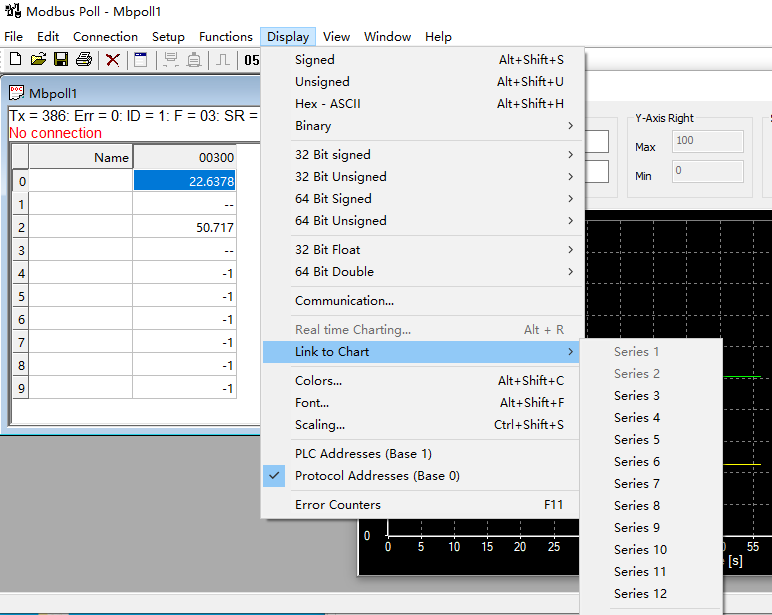 Modbus Poll - Mbpoll1
File Edit Connection Setup Functions Display View Window Help
05
Mbpoll1
Tx = 386: Err = 0: ID = 1: F = 03: SR =
No connection
Name 00300
0 22.6378
1 --
2 50.717
3 --
4 -1
5 -1
6 -1
7 -1
8 -1
9 -1
Signed Alt+Shift+S
Unsigned Alt+Shift+U
Hex - ASCII Alt+Shift+H
Binary
32 Bit signed
32 Bit Unsigned
64 Bit Signed
64 Bit Unsigned
32 Bit Float
64 Bit Double
Communication...
Real time Charting... Alt + R
Link to Chart
Colors... Alt+Shift+C
Font... Alt+Shift+F
Scaling... Ctrl+Shift+S
PLC Addresses (Base 1)
Protocol Addresses (Base 0)
Error Counters F11
Series 1
Series 2
Series 3
Series 4
Series 5
Series 6
Series 7
Series 8
Series 9
Series 10
Series 11
Series 12
Y-Axis Right
Max 100
Min 0
0
0 5 10 15 20 25 55
[s]